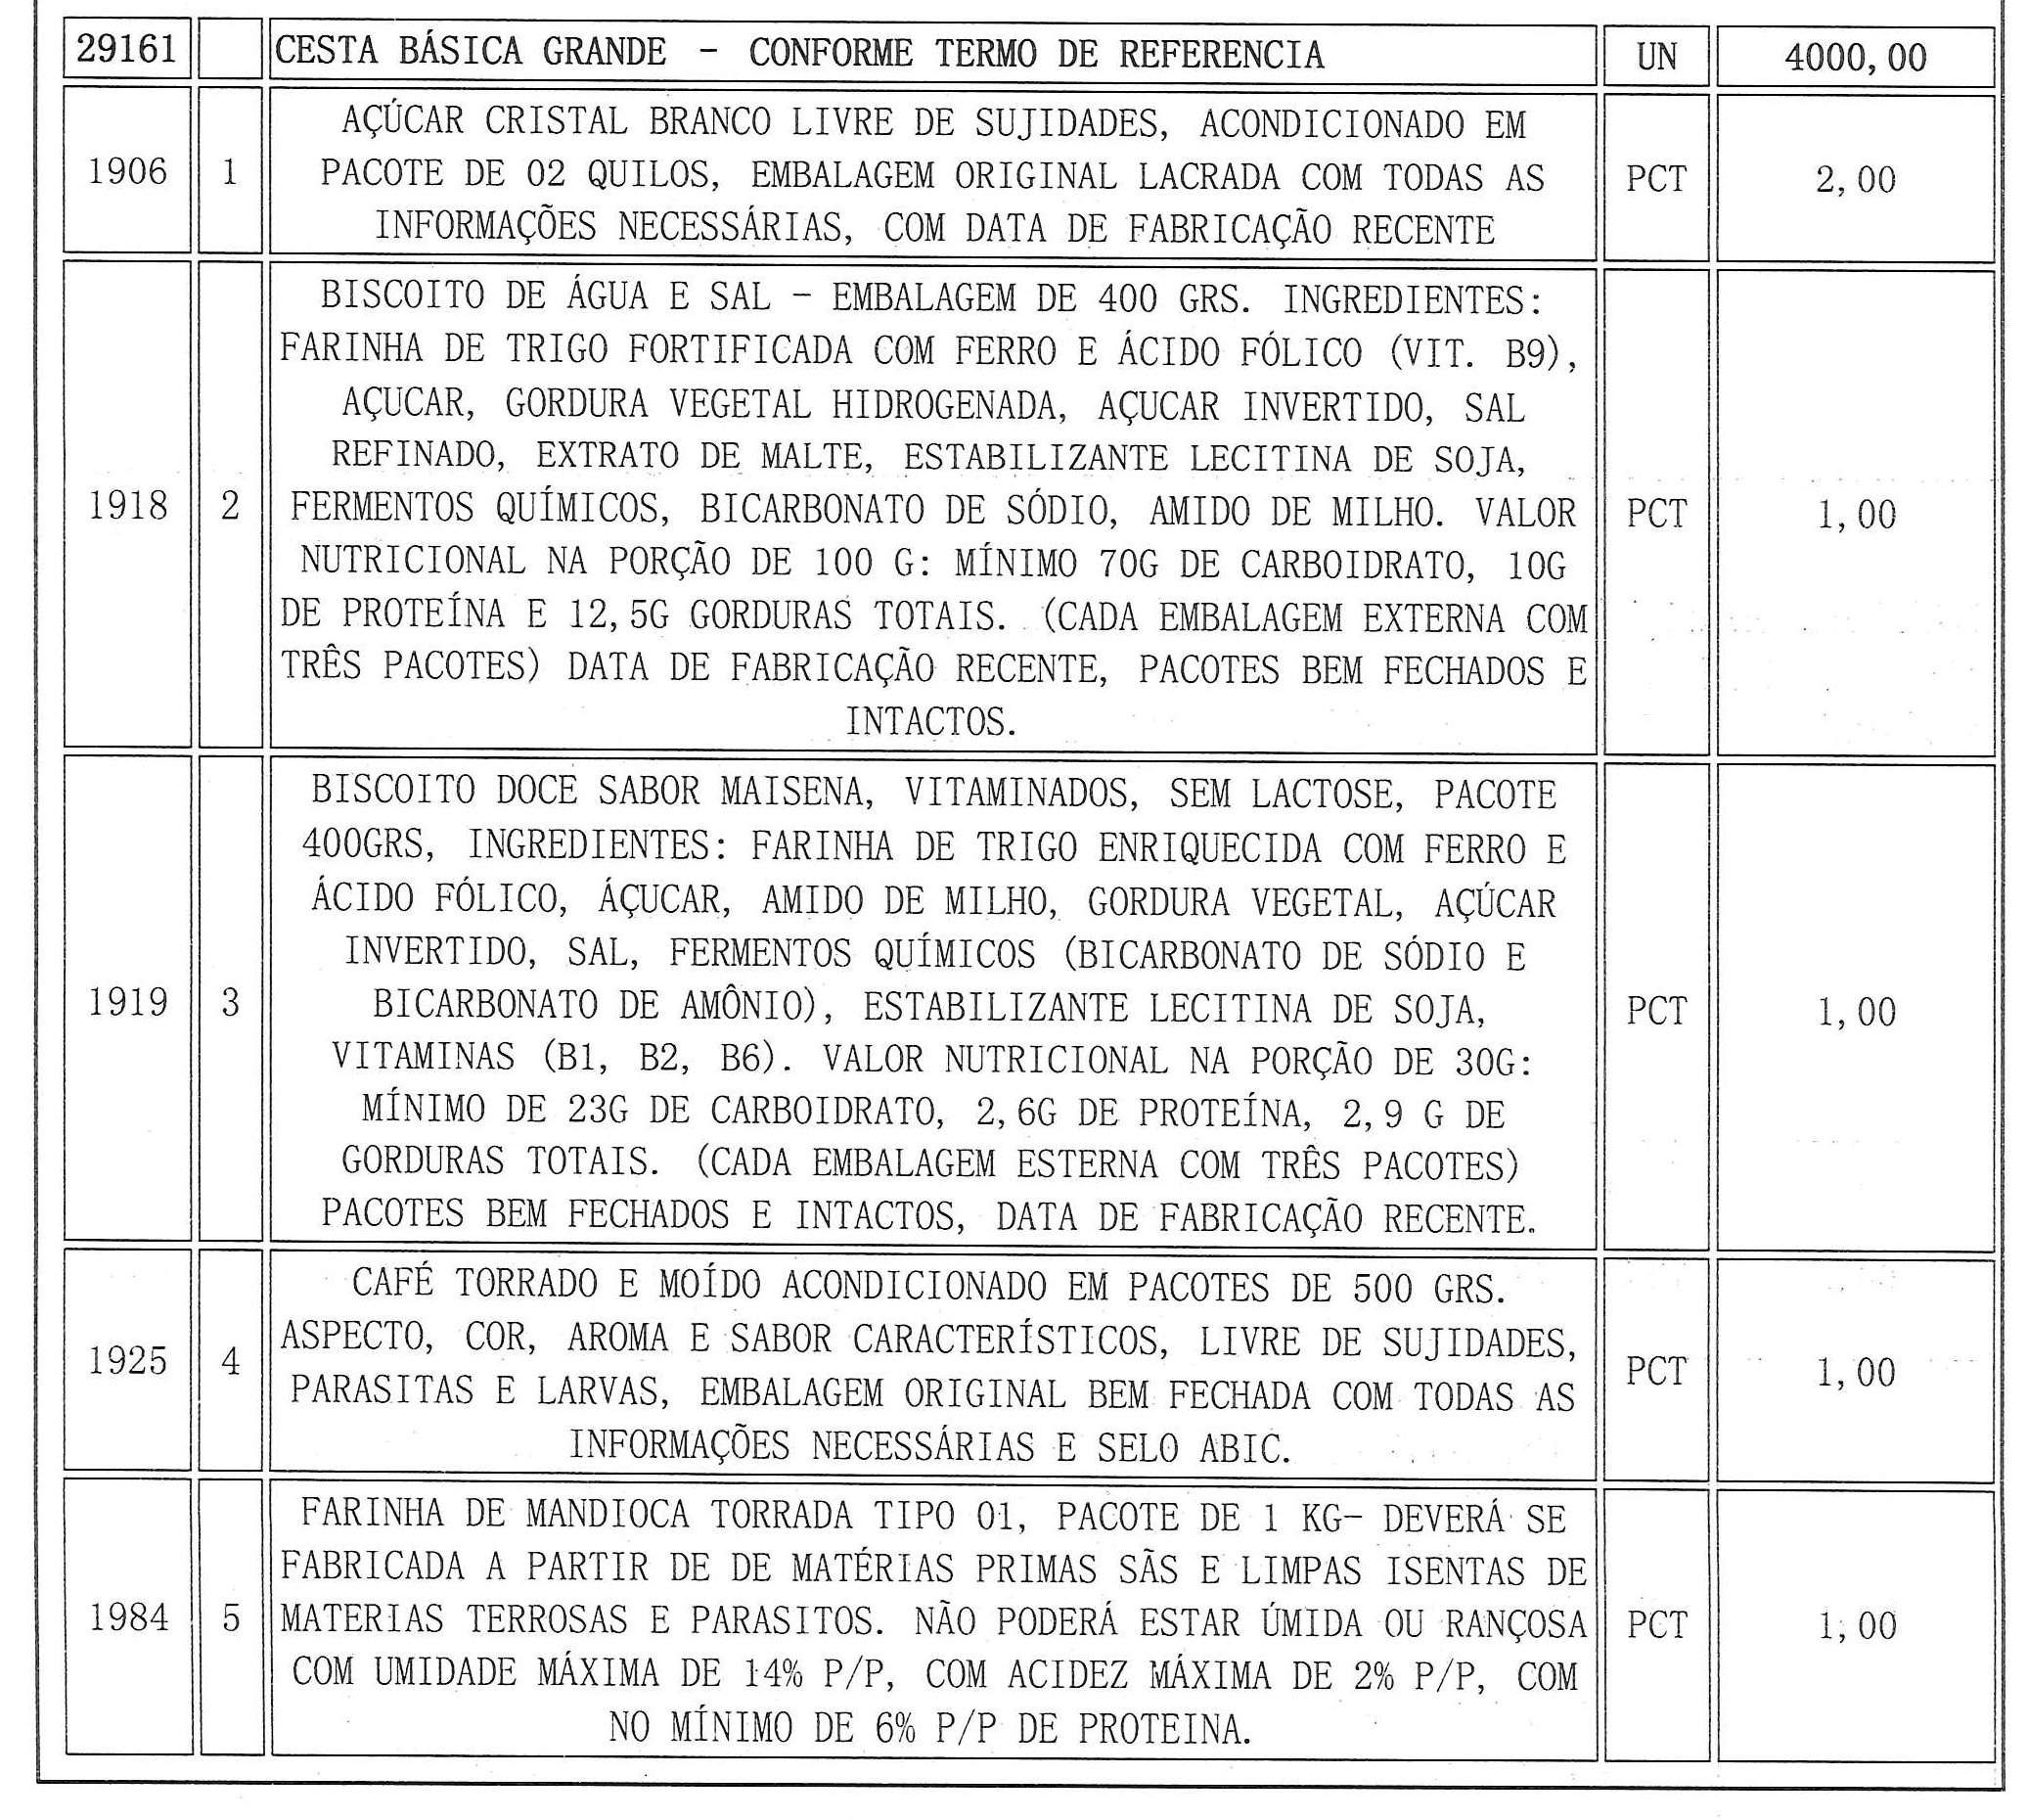 29161 CESTA BÁSICA GRANDE - CONFORME TERMO DE REFERENCIA UN 4000,00
AÇÚCAR CRISTAL BRANCO LIVRE DE SUJIDADES, ACONDICIONADO EM
1906 1 PACOTE DE 02 QUILOS, EMBALAGEM ORIGINAL LACRADA COM TODAS AS PCT 2,00
INFORMAÇÕES NECESSÁRIAS, COM DATA DE FABRICAÇÃO RECENTE
BISCOITO DE ÁGUA E SAL - EMBALAGEM DE 400 GRS. INGREDIENTES:
FARINHA DE TRIGO FORTIFICADA COM FERRO E ÁCIDO FÓLICO (VIT. B9),
AÇUCAR, GORDURA VEGETAL HIDROGENADA, AÇUCAR INVERTIDO, SAL
REFINADO, EXTRATO DE MALTE, ESTABILIZANTE LECITINA DE SOJA,
1918 2 FERMENTOS QUÍMICOS, BICARBONATO DE SÓDIO, AMIDO DE MILHO. VALOR PCT 1,00
NUTRICIONAL NA PORÇÃO DE 100 G: MÍNIMO 70G DE CARBOIDRATO, 10G
DE PROTEÍNA E 12,5G GORDURAS TOTAIS. (CADA EMBALAGEM EXTERNA COM
TRÊS PACOTES) DATA DE FABRICAÇÃO RECENTE, PACOTES BEM FECHADOS E
INTACTOS.
BISCOITO DOCE SABOR MAISENA, VITAMINADOS, SEM LACTOSE, PACOTE
400GRS, INGREDIENTES: FARINHA DE TRIGO ENRIQUECIDA COM FERRO E
ÁCIDO FÓLICO, ÁÇUCAR, AMIDO DE MILHO, GORDURA VEGETAL, AÇÚCAR
INVERTIDO, SAL, FERMENTOS QUÍMICOS (BICARBONATO DE SÓDIO E
1919 3 BICARBONATO DE AMÔNIO), ESTABILIZANTE LECITINA DE SOJA, PCT 1,00
VITAMINAS (B1, B2, B6). VALOR NUTRICIONAL NA PORÇÃO DE 30G:
MÍNIMO DE 23G DE CARBOIDRATO, 2,6G DE PROTEÍNA, 2,9 G DE
GORDURAS TOTAIS. (CADA EMBALAGEM ESTERNA COM TRÊS PACOTES)
PACOTES BEM FECHADOS E INTACTOS, DATA DE FABRICAÇÃO RECENTE.
CAFÉ TORRADO E MOÍDO ACONDICIONADO EM PACOTES DE 500 GRS.
ASPECTO, COR, AROMA E SABOR CARACTERÍSTICOS, LIVRE DE SUJIDADES,
1925 4 PARASITAS E LARVAS, EMBALAGEM ORIGINAL BEM FECHADA COM TODAS AS PCT 1,00
INFORMAÇÕES NECESSÁRIAS E SELO ABIC.
FARINHA DE MANDIOCA TORRADA TIPO 01, PACOTE DE 1 KG- DEVERÁ SE
FABRICADA A PARTIR DE DE MATÉRIAS PRIMAS SÃS E LIMPAS ISENTAS DE
1984 5 MATERIAS TERROSAS E PARASITOS. NÃO PODERÁ ESTAR ÚMIDA OU RANÇOSA PCT 1,00
COM UMIDADE MÁXIMA DE 14% P/P, COM ACIDEZ MÁXIMA DE 2% P/P, COM
NO MÍNIMO DE 6% P/P DE PROTEINA.